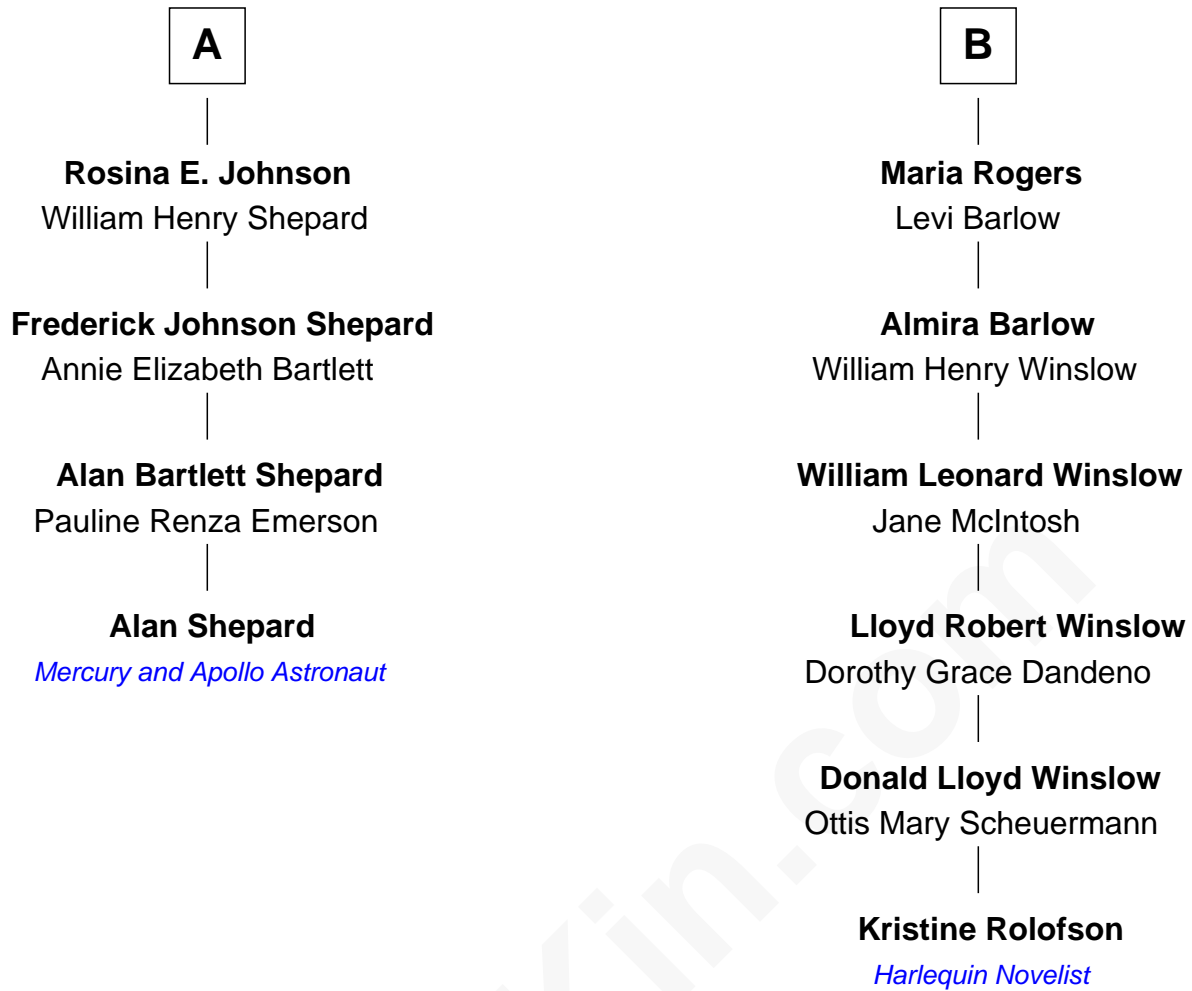 A
Rosina E. Johnson
William Henry Shepard
Frederick Johnson Shepard
Annie Elizabeth Bartlett
Alan Bartlett Shepard
Pauline Renza Emerson
Alan Shepard
Mercury and Apollo Astronaut
B
Maria Rogers
Levi Barlow
Almira Barlow
William Henry Winslow
William Leonard Winslow
Jane McIntosh
Lloyd Robert Winslow
Dorothy Grace Dandeno
Donald Lloyd Winslow
Ottis Mary Scheuermann
Kristine Rolofson
Harlequin Novelist
Kin.com